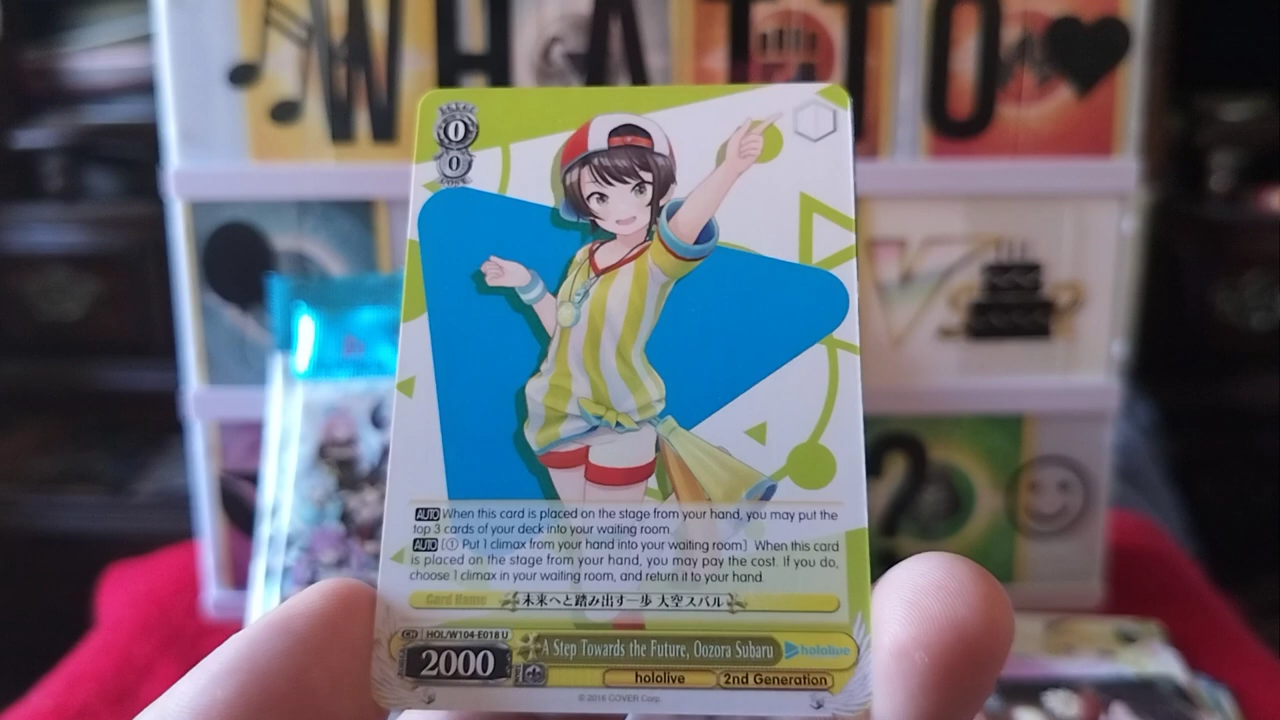 WHAT TO
LEVEL
0
0
COST
AUTO When this card is placed on the stage from your hand, you may put the
top 3 cards of your deck into your waiting room.
AUTO [① Put 1 climax from your hand into your waiting room] When this card
is placed on the stage from your hand, you may pay the cost. If you do,
choose 1 climax in your waiting room, and return it to your hand.
Card Name 未来へと踏み出す一歩 大空スバル
CH HOL/W104-E018 U
A Step Towards the Future, Oozora Subaru
hololive
2000
hololive 2nd Generation
© 2016 COVER Corp.
V
?